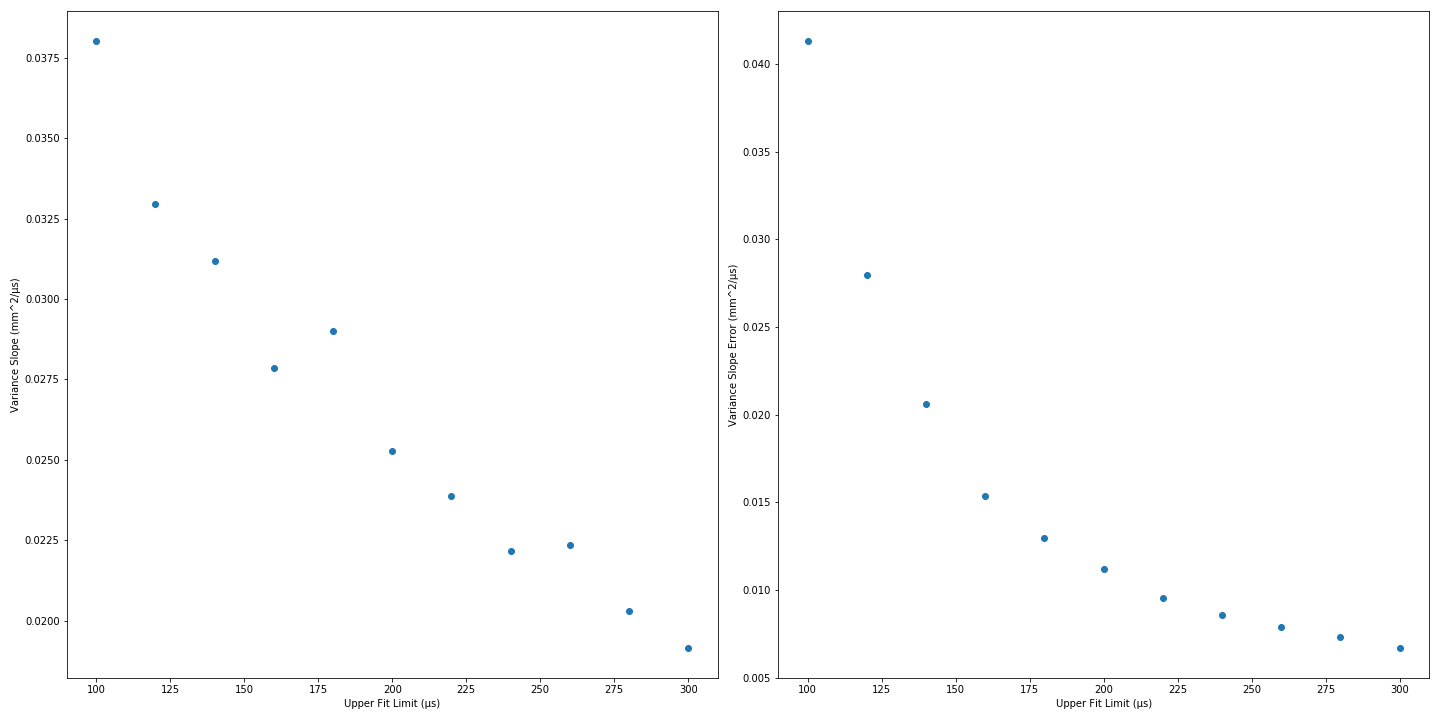 0.0375
0.0350
0.0325
0.0300
0.0275
0.0250
0.0225
0.0200
Variance Slope (mm^2/μs)
100 125 150 175 200 225 250 275 300
Upper Fit Limit (μs)
0.040
0.035
0.030
0.025
0.020
0.015
0.010
0.005
Variance Slope Error (mm^2/μs)
100 125 150 175 200 225 250 275 300
Upper Fit Limit (μs)